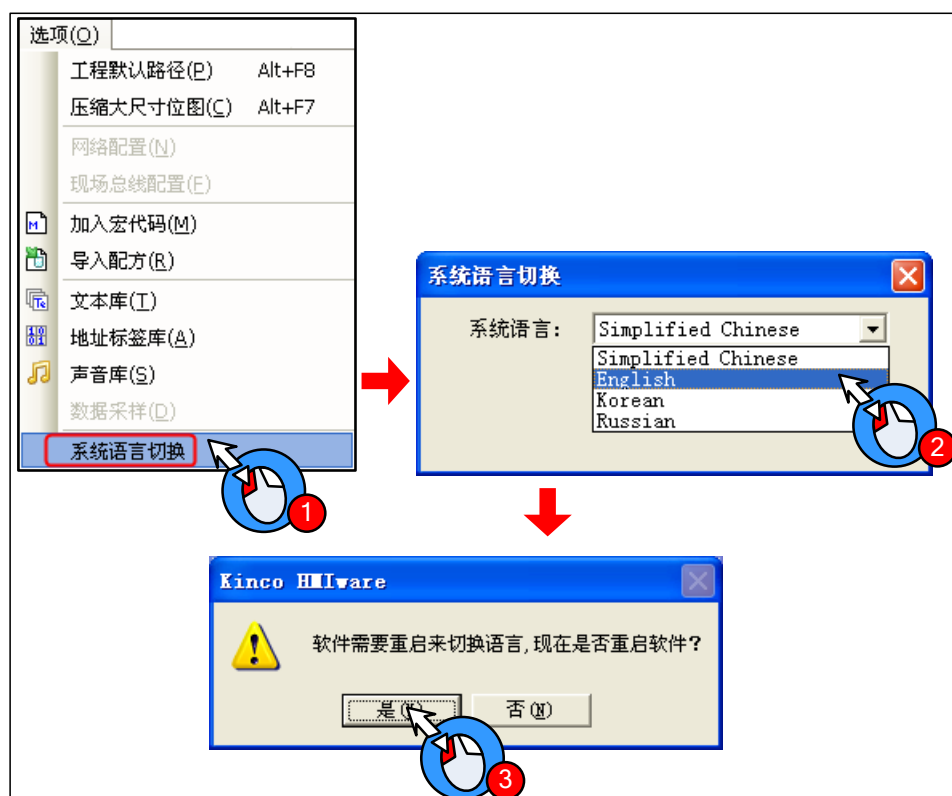 选项(O)
工程默认路径(P) Alt+F8
压缩大尺寸位图(C) Alt+F7
网络配置(N)
现场总线配置(F)
加入宏代码(M)
导入配方(R)
文本库(T)
地址标签库(A)
声音库(S)
数据采样(D)
系统语言切换
1
系统语言切换
系统语言:
Simplified Chinese
Simplified Chinese
English
Korean
Russian
2
Kinco HMIware
软件需要重启来切换语言,现在是否重启软件?
是
否(N)
3